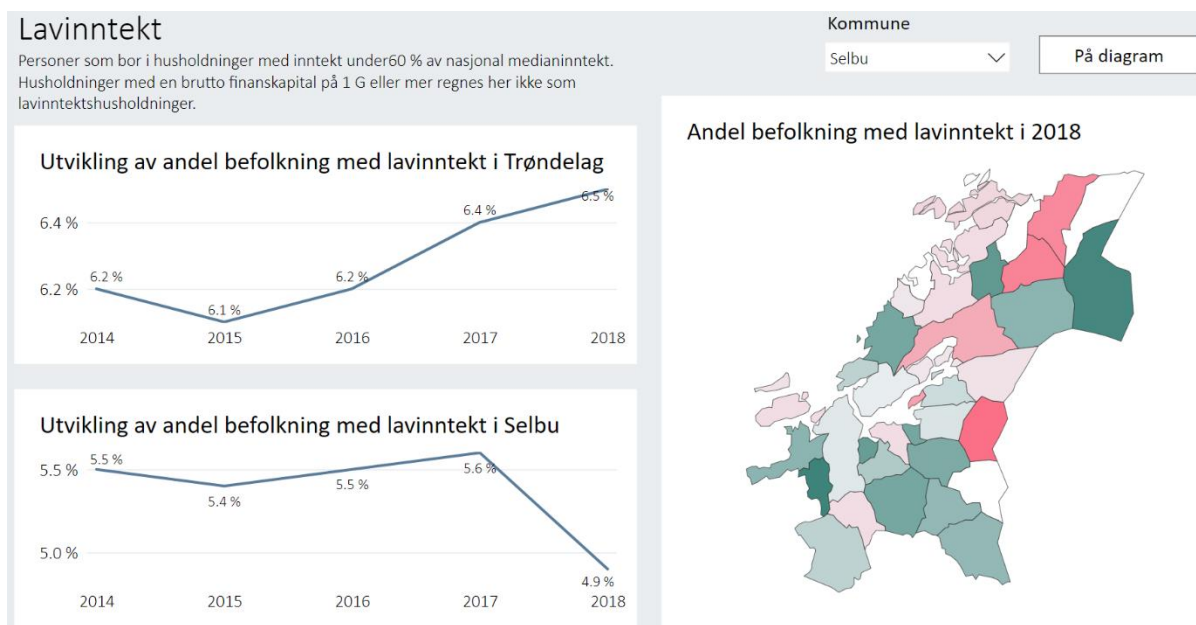 Lavinntekt
Personer som bor i husholdninger med inntekt under60 % av nasjonal medianinntekt.
Husholdninger med en brutto finanskapital på 1 G eller mer regnes her ikke som
lavinntektshusholdninger.
Kommune
Selbu
På diagram
Utvikling av andel befolkning med lavinntekt i Trøndelag
6.4 %
6.2 %
6.2 %
6.1 %
6.2 %
6.4 %
6.5 %
2014 2015 2016 2017 2018
Utvikling av andel befolkning med lavinntekt i Selbu
5.5 %
5.0 %
5.5 %
5.4 %
5.5 %
5.6 %
4.9 %
2014 2015 2016 2017 2018
Andel befolkning med lavinntekt i 2018